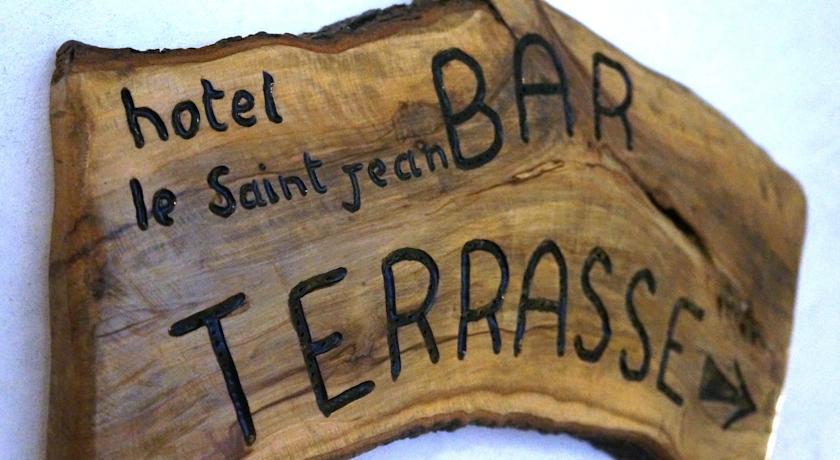 hotel
le Saint Jean
BAR
TERRASSE